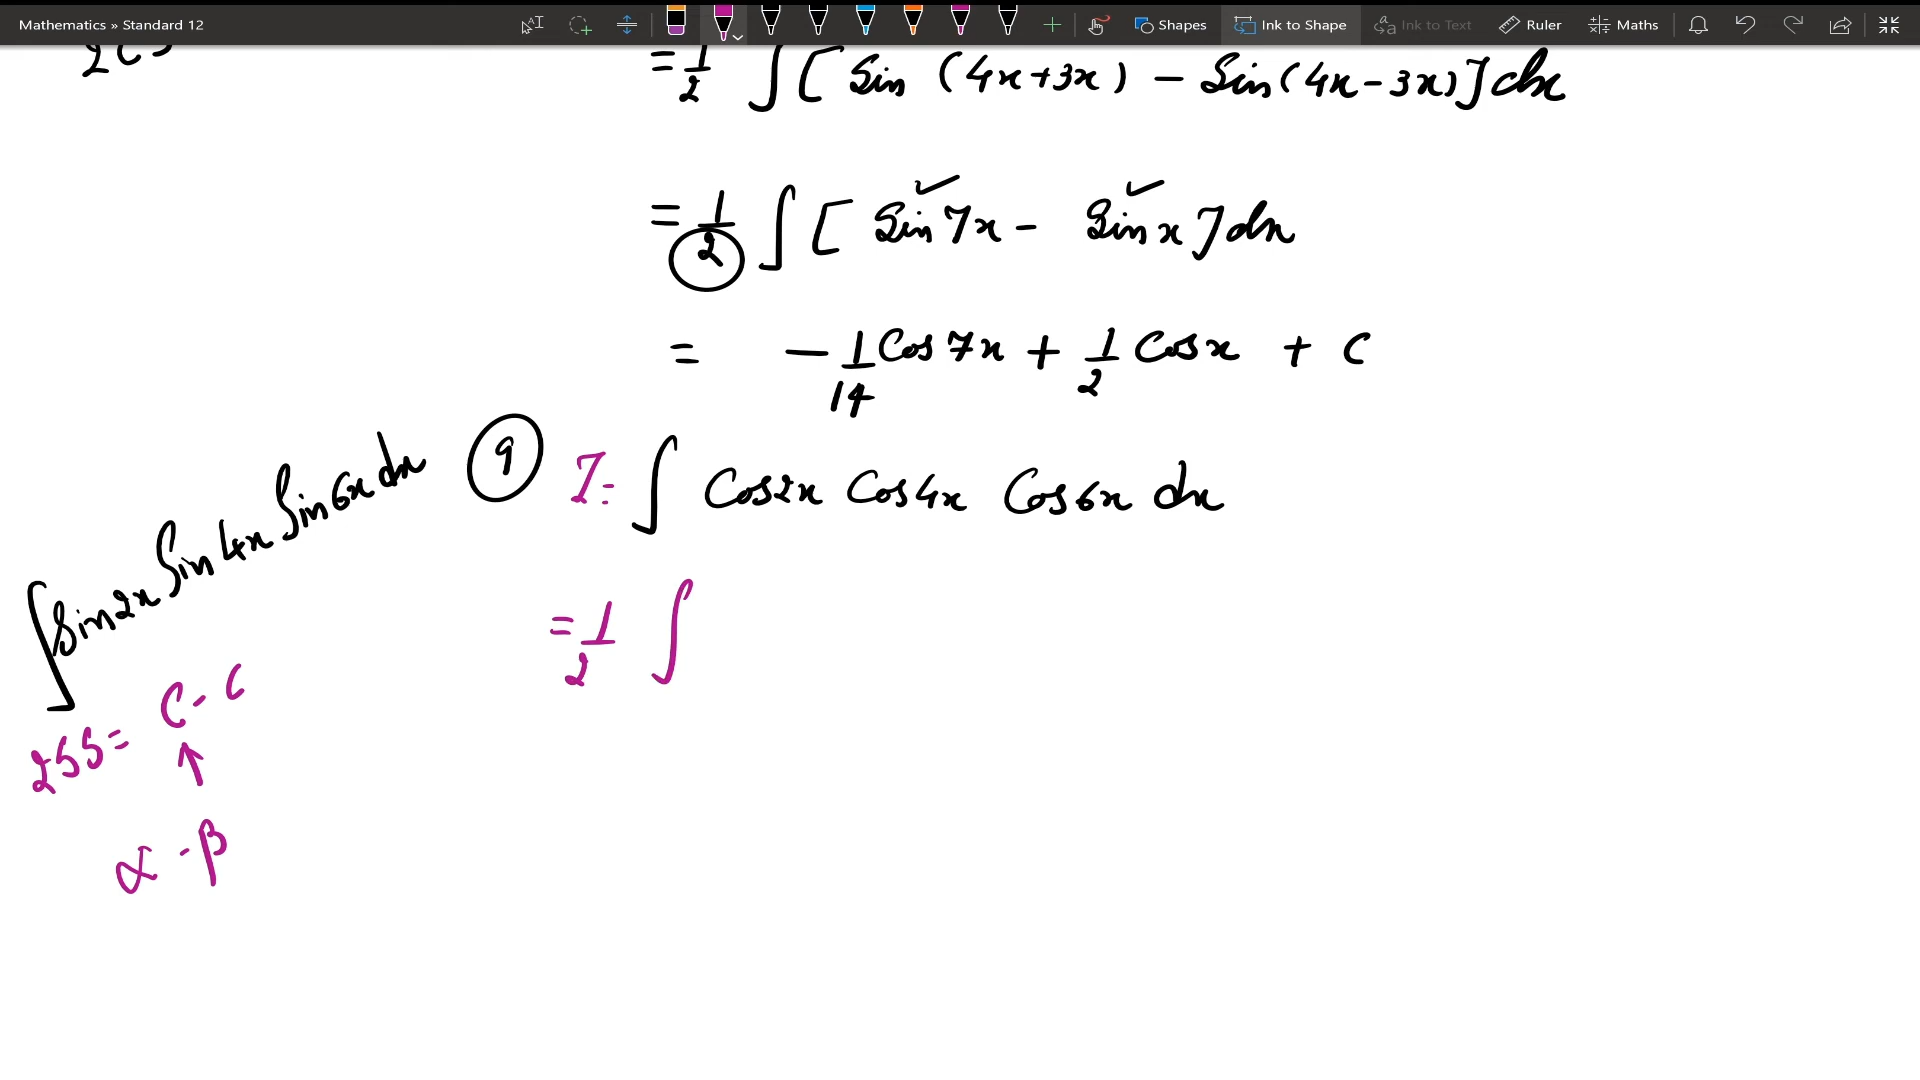 Mathematics » Standard 12
Shapes
Ink to Shape
Ink to Text
Ruler
Maths
= 1/2 ∫ [ Sin (4x+3x) - Sin(4x-3x)] dx
= 1/2 ∫ [ Sin7x - Sin x ] dx
= - 1/14 Cos 7x + 1/2 Cos x + C
9 I = ∫ Cos2x Cos4x Cos6x dx
∫ Sin2x Sin4x Sin6x dx
= 1/2 ∫
2SS = C - C
↑
α - β